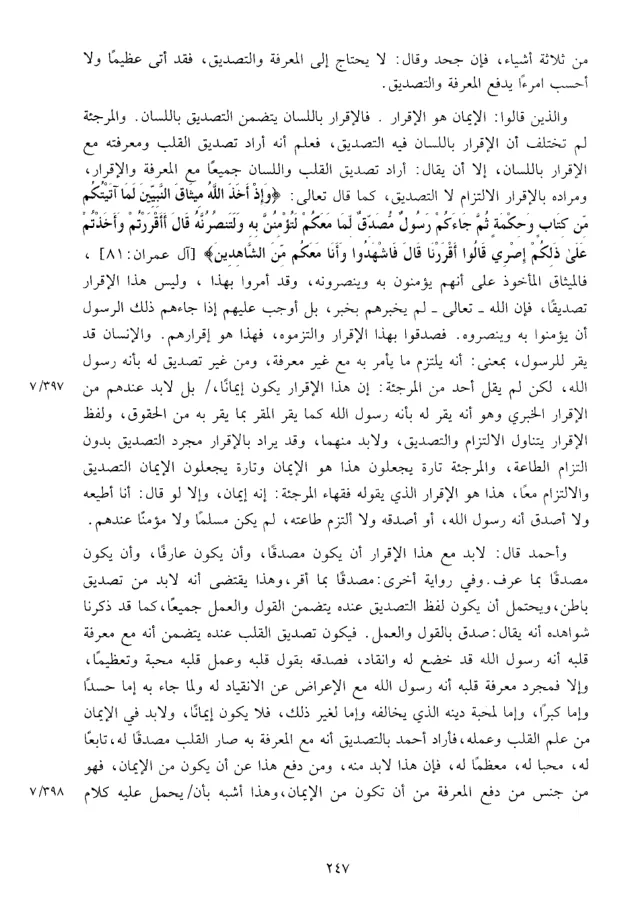 من ثلاثة أشياء، فإن جحد وقال: لا يحتاج إلى المعرفة والتصديق، فقد أتى عظيمًا ولا
أحسب امرءًا يدفع المعرفة والتصديق.
والذين قالوا: الإيمان هو الإقرار . فالإقرار باللسان يتضمن التصديق باللسان. والمرجئة
لم تختلف أن الإقرار باللسان فيه التصديق، فعلم أنه أراد تصديق القلب ومعرفته مع
الإقرار باللسان، إلا أن يقال: أراد تصديق القلب واللسان جميعًا مع المعرفة والإقرار،
ومراده بالإقرار الالتزام لا التصديق، كما قال تعالى: ﴿وَإِذْ أَخَذَ اللَّهُ مِيثَاقَ النَّبِيِّينَ لَمَا آتَيْتُكُم
مِّن كِتَابٍ وَحِكْمَةٍ ثُمَّ جَاءَكُمْ رَسُولٌ مُّصَدِّقٌ لِّمَا مَعَكُمْ لَتُؤْمِنُنَّ بِهِ وَلَتَنصُرُنَّهُ قَالَ أَأَقْرَرْتُمْ وَأَخَذْتُمْ
عَلَىٰ ذَٰلِكُمْ إِصْرِي قَالُوا أَقْرَرْنَا قَالَ فَاشْهَدُوا وَأَنَا مَعَكُم مِّنَ الشَّاهِدِينَ﴾ [آل عمران: ٨١] ،
فالميثاق المأخوذ على أنهم يؤمنون به وينصرونه، وقد أمروا بهذا ، وليس هذا الإقرار
تصديقًا، فإن الله ـ تعالى ـ لم يخبرهم بخبر، بل أوجب عليهم إذا جاءهم ذلك الرسول
أن يؤمنوا به وينصروه. فصدقوا بهذا الإقرار والتزموه، فهذا هو إقرارهم. والإنسان قد
يقر للرسول، بمعنى: أنه يلتزم ما يأمر به مع غير معرفة، ومن غير تصديق له بأنه رسول
الله، لكن لم يقل أحد من المرجئة: إن هذا الإقرار يكون إيمانًا،/ بل لابد عندهم من ٧/٣٩٧
الإقرار الخبري وهو أنه يقر له بأنه رسول الله كما يقر المقر بما يقر به من الحقوق، ولفظ
الإقرار يتناول الالتزام والتصديق، ولابد منهما، وقد يراد بالإقرار مجرد التصديق بدون
التزام الطاعة، والمرجئة تارة يجعلون هذا هو الإيمان وتارة يجعلون الإيمان التصديق
والالتزام معًا، هذا هو الإقرار الذي يقوله فقهاء المرجئة: إنه إيمان، وإلا لو قال: أنا أطيعه
ولا أصدق أنه رسول الله، أو أصدقه ولا ألتزم طاعته، لم يكن مسلمًا ولا مؤمنًا عندهم.
وأحمد قال: لابد مع هذا الإقرار أن يكون مصدقًا، وأن يكون عارفًا، وأن يكون
مصدقًا بما عرف. وفي رواية أخرى: مصدقًا بما أقر،وهذا يقتضى أنه لابد من تصديق
باطن،ويحتمل أن يكون لفظ التصديق عنده يتضمن القول والعمل جميعًا،كما قد ذكرنا
شواهده أنه يقال:صدق بالقول والعمل. فيكون تصديق القلب عنده يتضمن أنه مع معرفة
قلبه أنه رسول الله قد خضع له وانقاد، فصدقه بقول قلبه وعمل قلبه محبة وتعظيمًا،
وإلا فمجرد معرفة قلبه أنه رسول الله مع الإعراض عن الانقياد له ولما جاء به إما حسدًا
وإما كبرًا، وإما لمحبة دينه الذي يخالفه وإما لغير ذلك، فلا يكون إيمانًا، ولابد في الإيمان
من علم القلب وعمله،فأراد أحمد بالتصديق أنه مع المعرفة به صار القلب مصدقًا له،تابعًا
له، محبا له، معظمًا له، فإن هذا لابد منه، ومن دفع هذا عن أن يكون من الإيمان، فهو
من جنس من دفع المعرفة من أن تكون من الإيمان،وهذا أشبه بأن/ يحمل عليه كلام ٧/٣٩٨
٢٤٧